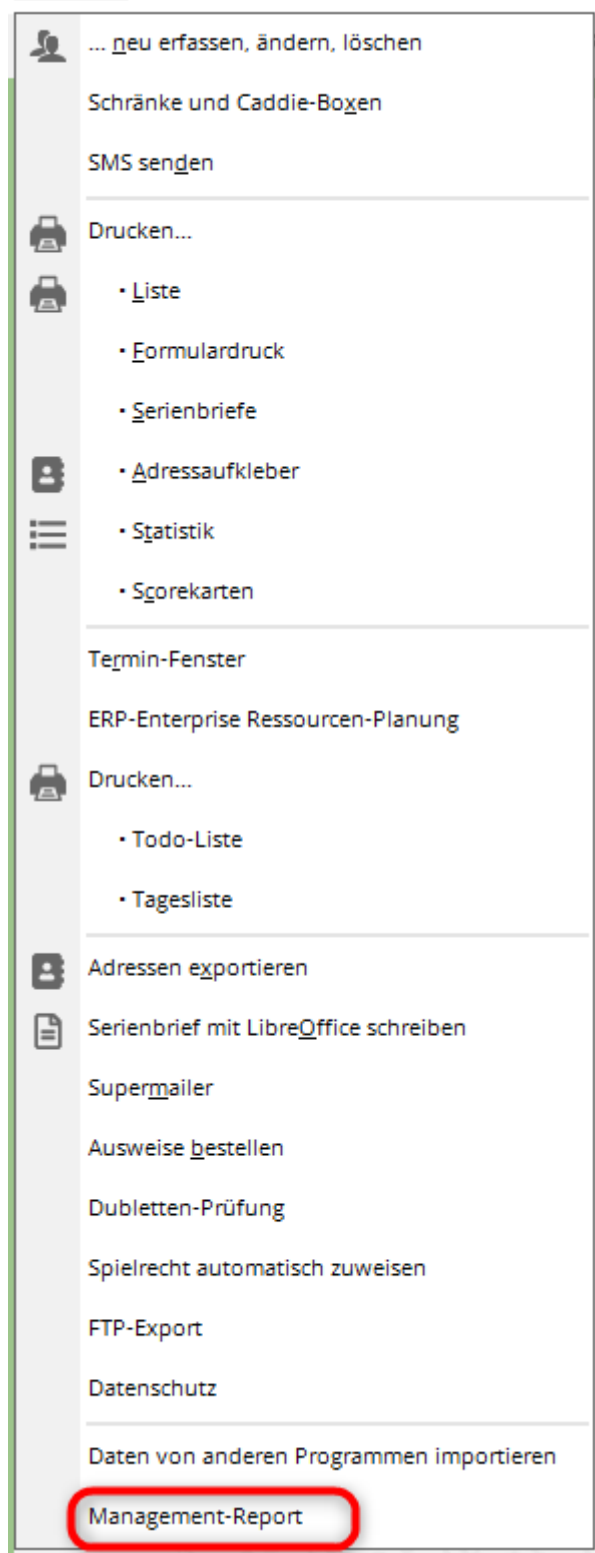 ... neu erfassen, ändern, löschen
Schränke und Caddie-Boxen
SMS senden
Drucken...
• Liste
• Formulardruck
• Serienbriefe
• Adressaufkleber
• Statistik
• Scorekarten
Termin-Fenster
ERP-Enterprise Ressourcen-Planung
Drucken...
• Todo-Liste
• Tagesliste
Adressen exportieren
Serienbrief mit LibreOffice schreiben
Supermailer
Ausweise bestellen
Dubletten-Prüfung
Spielrecht automatisch zuweisen
FTP-Export
Datenschutz
Daten von anderen Programmen importieren
Management-Report